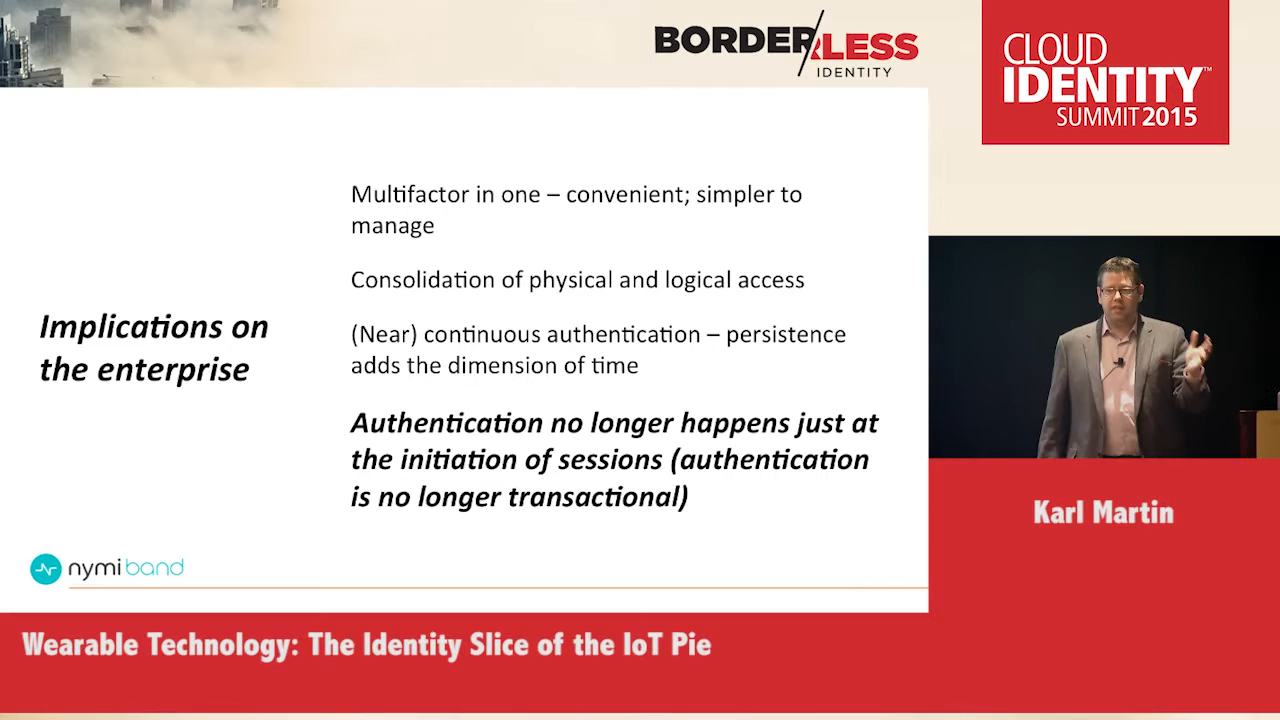 BORDERLESS
IDENTITY
CLOUD
IDENTITY™
SUMMIT 2015
Multifactor in one – convenient; simpler to
manage
Consolidation of physical and logical access
(Near) continuous authentication – persistence
adds the dimension of time
Authentication no longer happens just at
the initiation of sessions (authentication
is no longer transactional)
Implications on
the enterprise
nymi band
Karl Martin
Wearable Technology: The Identity Slice of the IoT Pie